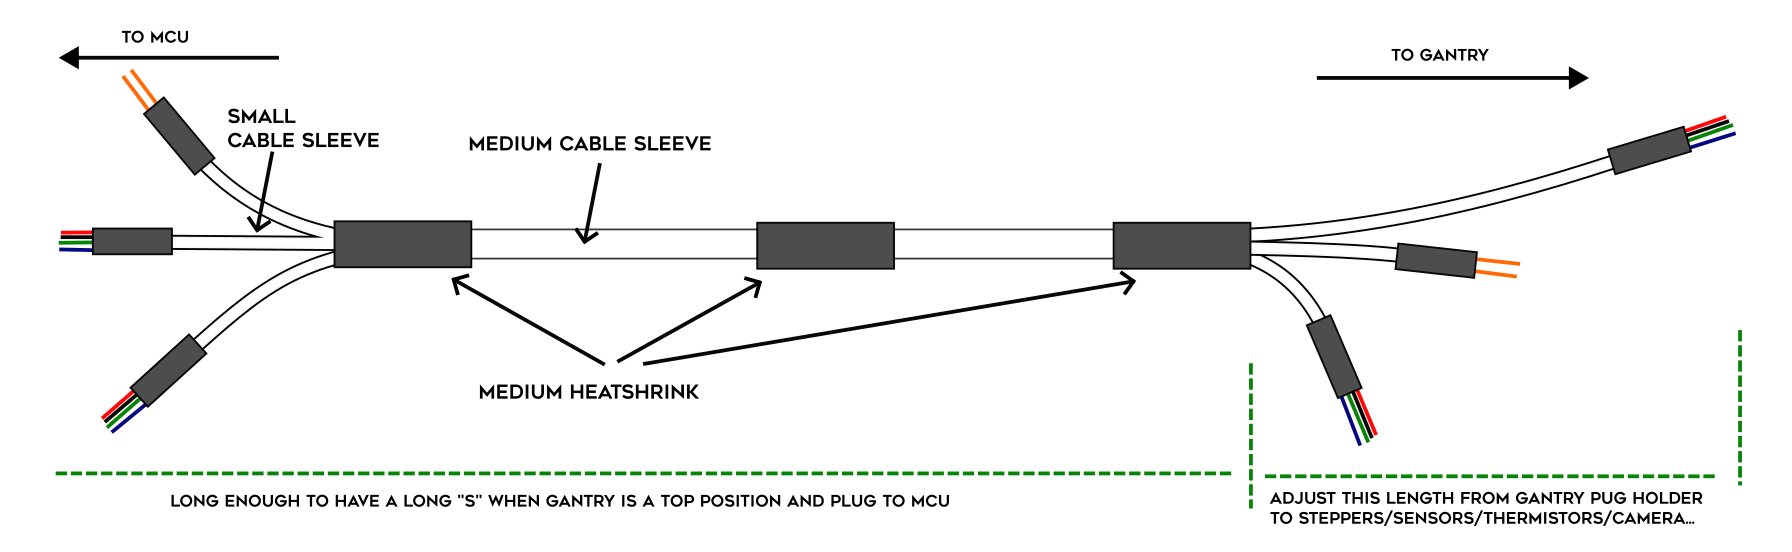 TO MCU
TO GANTRY
SMALL
CABLE SLEEVE
MEDIUM CABLE SLEEVE
MEDIUM HEATSHRINK
LONG ENOUGH TO HAVE A LONG "S" WHEN GANTRY IS A TOP POSITION AND PLUG TO MCU
ADJUST THIS LENGTH FROM GANTRY PUG HOLDER
TO STEPPERS/SENSORS/THERMISTORS/CAMERA...